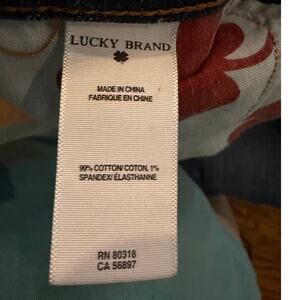 LUCKY BRAND
MADE IN CHINA
FABRIQUE EN CHINE
99% COTTON/ COTON, 1%
SPANDEX/ ELASTHANNE
RN 80318
CA 56897